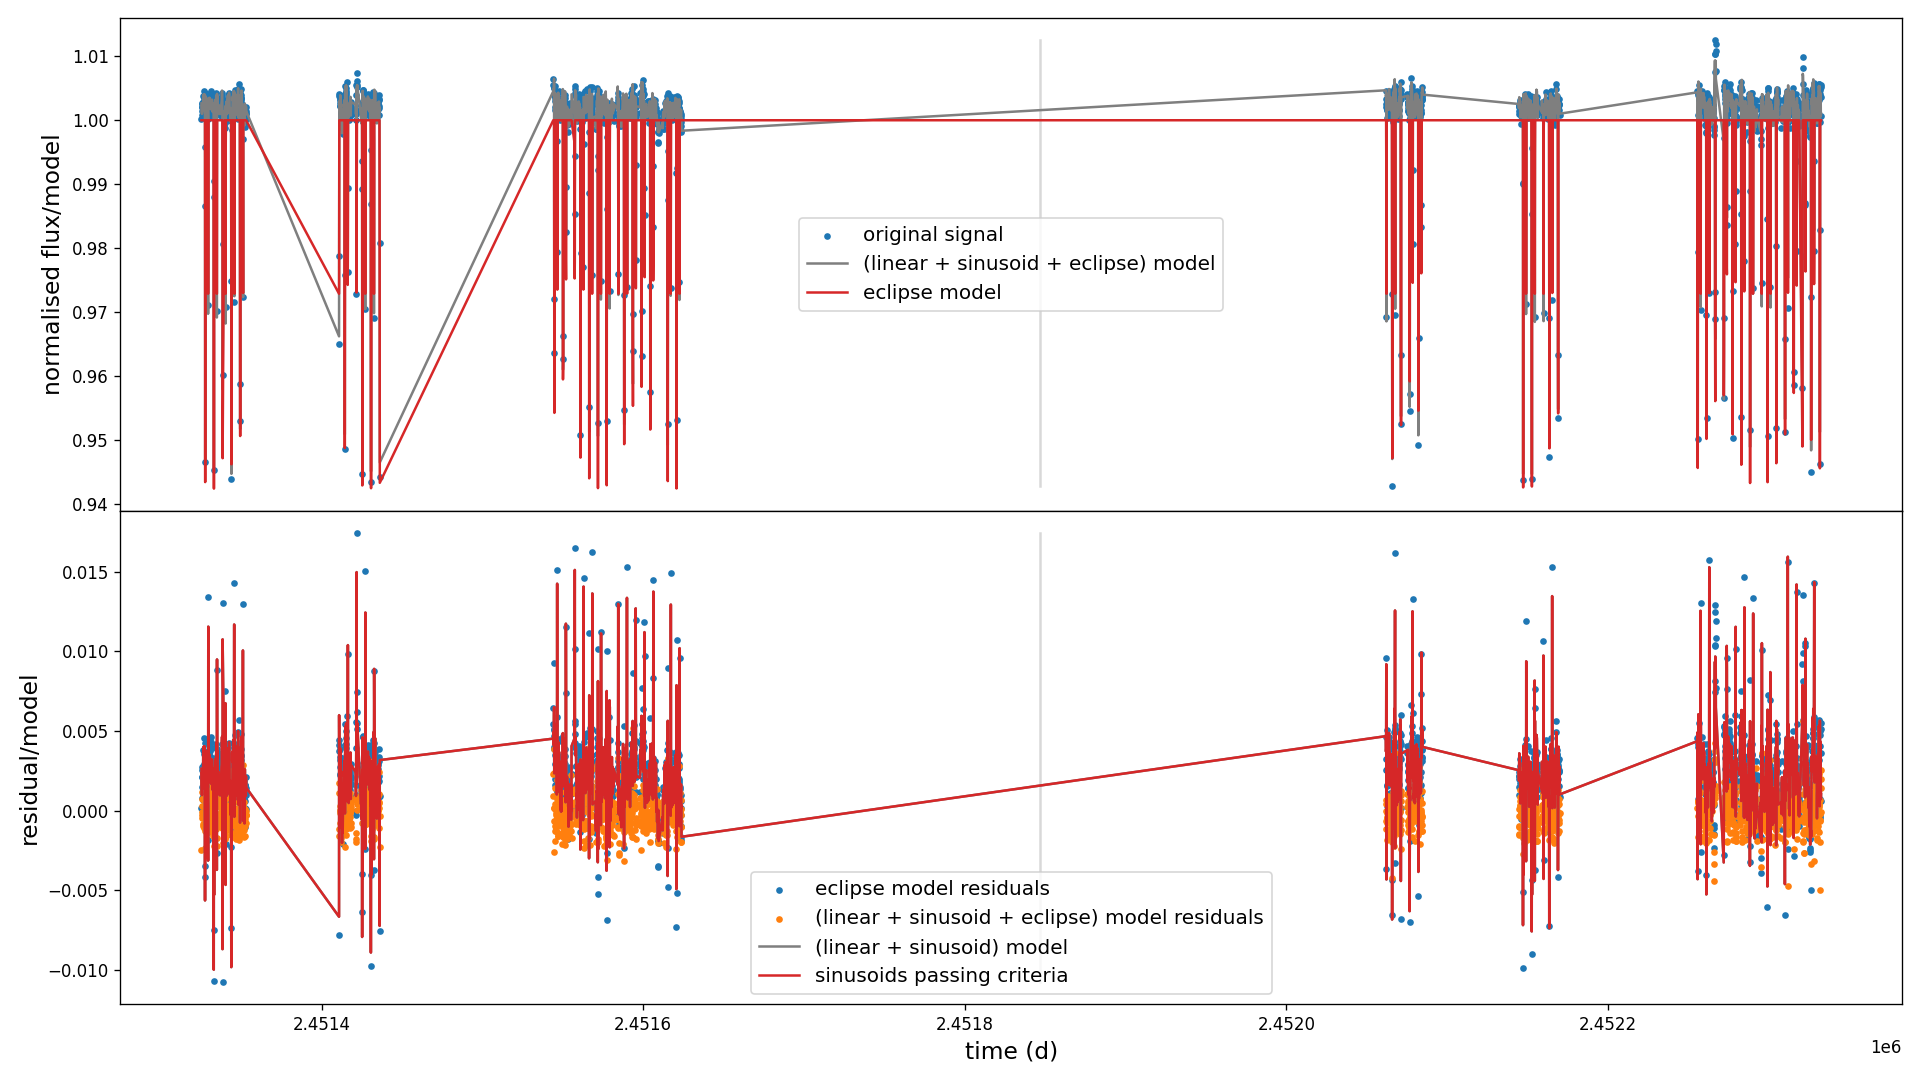 1.01
1.00
0.99
0.98
0.97
0.96
0.95
0.94
normalised flux/model
original signal
(linear + sinusoid + eclipse) model
eclipse model
0.015
0.010
0.005
0.000
−0.005
−0.010
residual/model
eclipse model residuals
(linear + sinusoid + eclipse) model residuals
(linear + sinusoid) model
sinusoids passing criteria
2.4514 2.4516 2.4518 2.4520 2.4522
1e6
time (d)